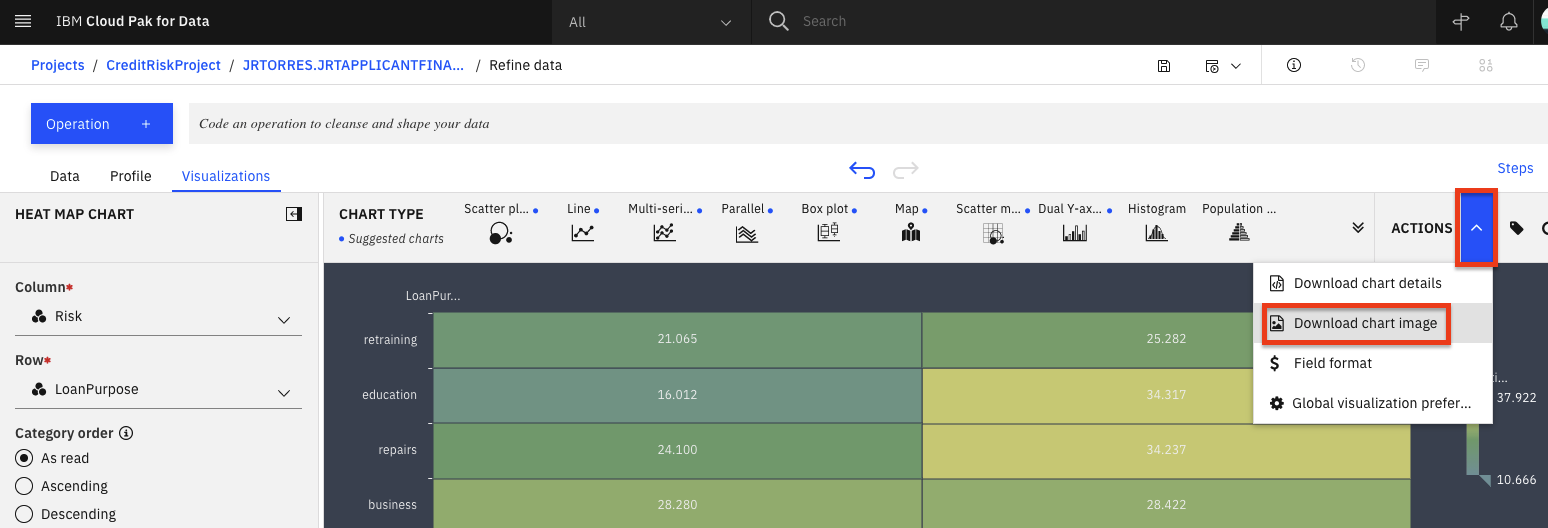 IBM Cloud Pak for Data
All
Search
Projects / CreditRiskProject / JRTORRES.JRTAPPLICANTFINA... / Refine data
Operation +
Code an operation to cleanse and shape your data
Data Profile Visualizations
Steps
HEAT MAP CHART
CHART TYPE
Suggested charts
Scatter pl...
Line
Multi-seri...
Parallel
Box plot
Map
Scatter m...
Dual Y-ax...
Histogram
Population ...
ACTIONS
Download chart details
Download chart image
Field format
Global visualization prefer...
Column*
Risk
Row*
LoanPurpose
Category order
As read
Ascending
Descending
LoanPur...
retraining 21.065 25.282
education 16.012 34.317
repairs 24.100 34.237
business 28.280 28.422
37.922
10.666